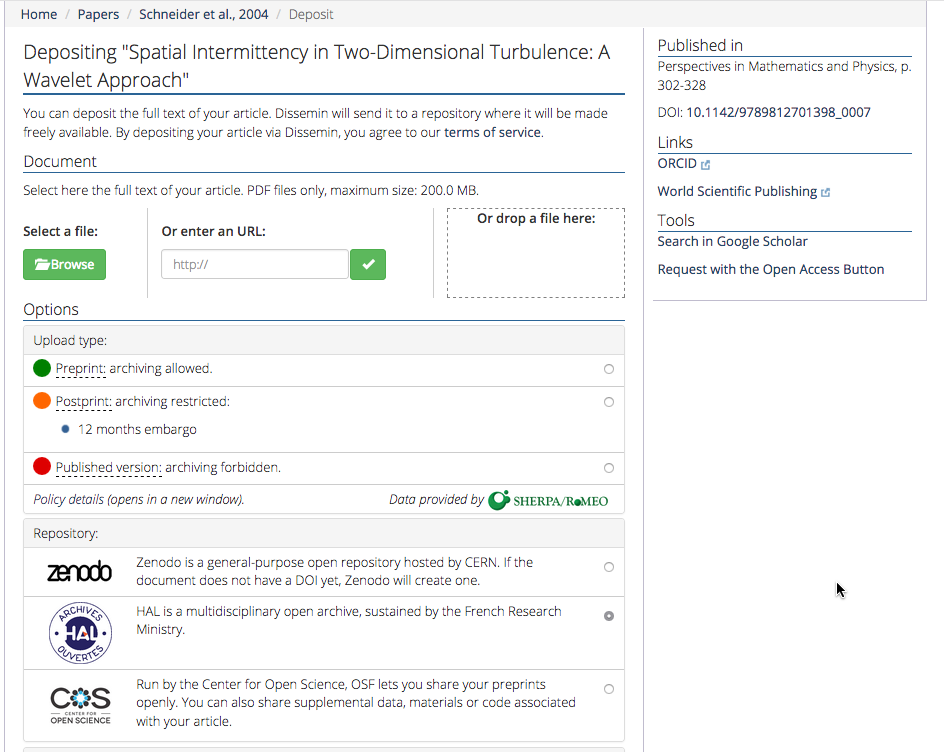 Home / Papers / Schneider et al., 2004 / Deposit
Depositing "Spatial Intermittency in Two-Dimensional Turbulence: A
Wavelet Approach"
You can deposit the full text of your article. Dissemin will send it to a repository where it will be made
freely available. By depositing your article via Dissemin, you agree to our terms of service.
Document
Select here the full text of your article. PDF files only, maximum size: 200.0 MB.
Select a file:
Browse
Or enter an URL:
http://
Or drop a file here:
Options
Upload type:
Preprint: archiving allowed.
Postprint: archiving restricted:
12 months embargo
Published version: archiving forbidden.
Policy details (opens in a new window).
Data provided by SHERPA/RoMEO
Repository:
zenodo
Zenodo is a general-purpose open repository hosted by CERN. If the
document does not have a DOI yet, Zenodo will create one.
ARCHIVES
HAL
OUVERTES
HAL is a multidisciplinary open archive, sustained by the French Research
Ministry.
COS
CENTER FOR
OPEN SCIENCE
Run by the Center for Open Science, OSF lets you share your preprints
openly. You can also share supplemental data, materials or code associated
with your article.
Published in
Perspectives in Mathematics and Physics, p.
302-328
DOI: 10.1142/9789812701398_0007
Links
ORCID
World Scientific Publishing
Tools
Search in Google Scholar
Request with the Open Access Button